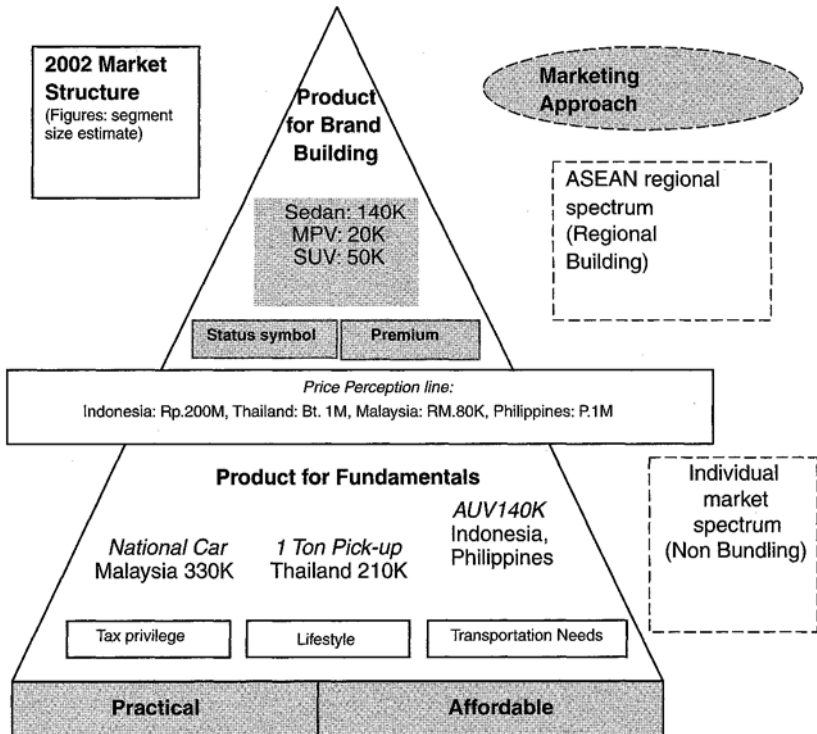 2002 Market
Structure
(Figures: segment
size estimate)
Product
for Brand
Building
Marketing
Approach
Sedan: 140K
MPV: 20K
SUV: 50K
ASEAN regional
spectrum
(Regional
Building)
Status symbol
Premium
Price Perception line:
Indonesia: Rp.200M, Thailand: Bt. 1M, Malaysia: RM.80K, Philippines: P.1M
Product for Fundamentals
National Car
Malaysia 330K
1 Ton Pick-up
Thailand 210K
AUV140K
Indonesia,
Philippines
Individual
market
spectrum
(Non Bundling)
Tax privilege
Lifestyle
Transportation Needs
Practical
Affordable